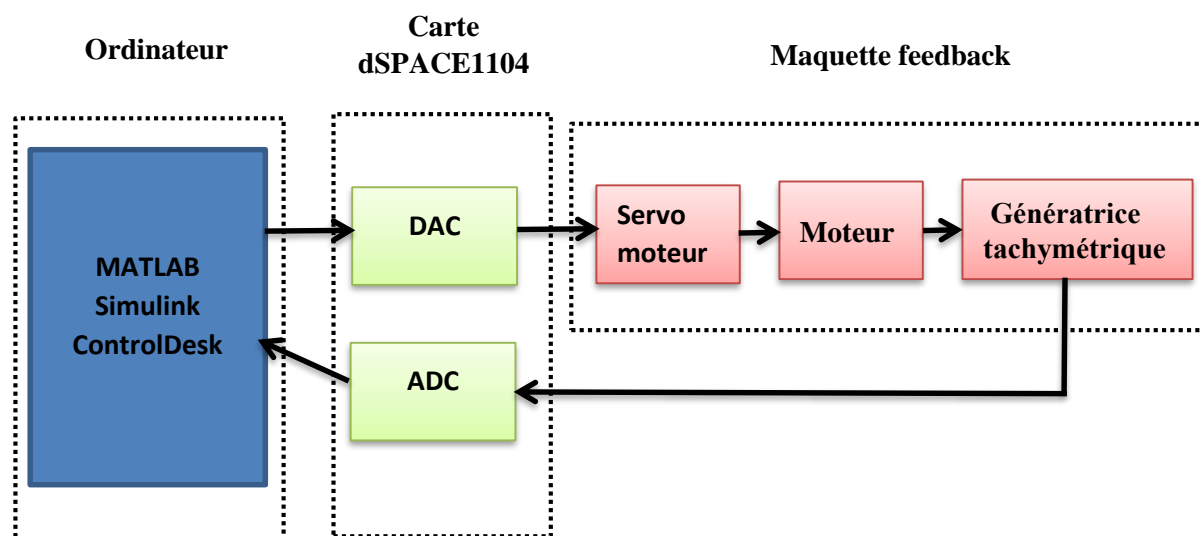 Ordinateur
Carte
dSPACE1104
Maquette feedback
MATLAB
Simulink
ControlDesk
DAC
ADC
Servo
moteur
Moteur
Génératrice
tachymétrique